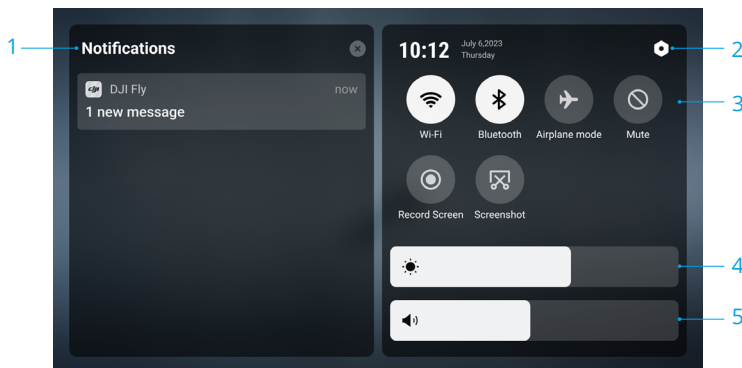 1
Notifications
DJI Fly
now
1 new message
10:12
July 6,2023
Thursday
2
Wi-Fi
Bluetooth
Airplane mode
Mute
3
Record Screen
Screenshot
4
5